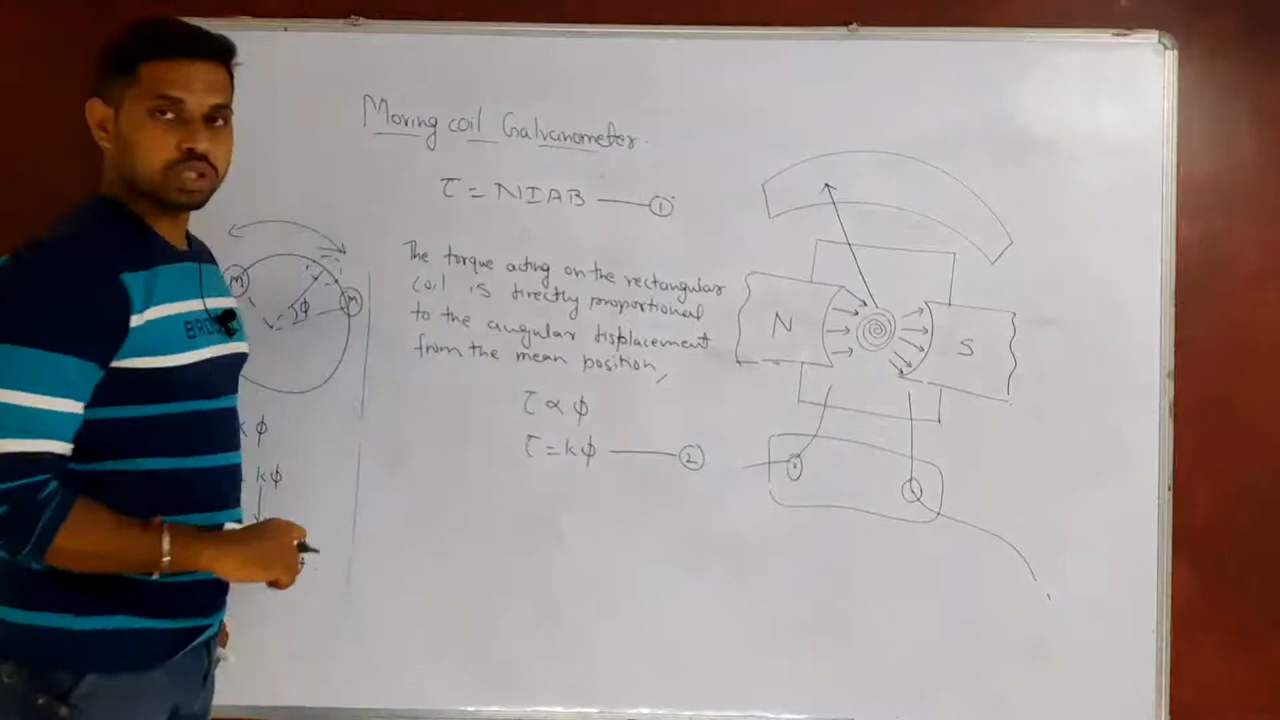 Moving coil Galvanometer.
τ = NIAB —— ①
The torque acting on the rectangular
coil is directly proportional
to the angular displacement
from the mean position,
τ ∝ ϕ
τ = kϕ —— ②
M
M
ϕ
ϕ
kϕ
N
S